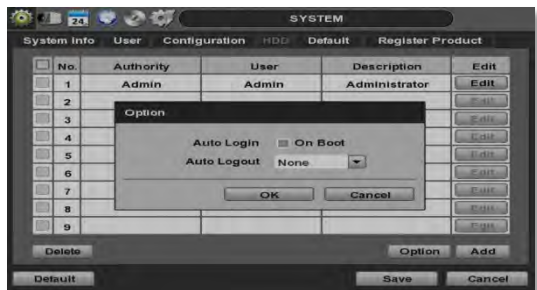 24
SYSTEM
System Info User Configuration HDD Default Register Product
No. Authority User Description Edit
1 Admin Admin Administrator Edit
2 Edit
3 Edit
4 Edit
5 Edit
6 Edit
7 Edit
8 Edit
9 Edit
Option
Auto Login On Boot
Auto Logout None
OK Cancel
Delete Option Add
Default Save Cancel